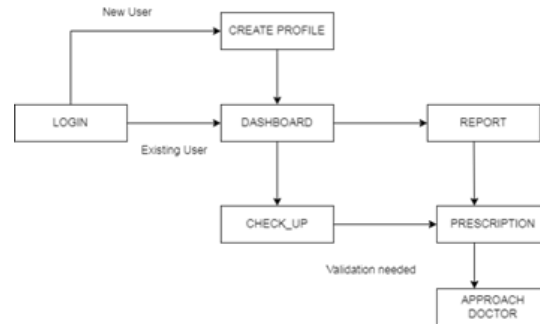 New User
CREATE PROFILE
LOGIN
DASHBOARD
REPORT
Existing User
CHECK_UP
PRESCRIPTION
Validation needed
APPROACH
DOCTOR